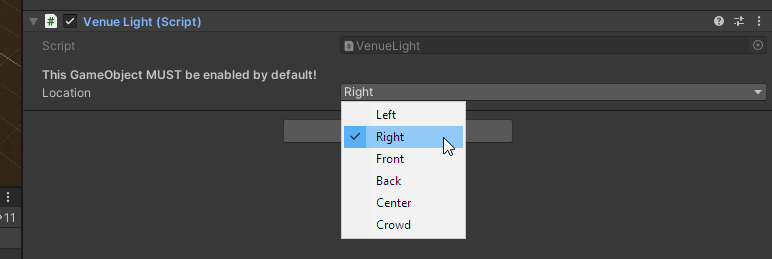 Venue Light (Script)
Script
VenueLight
This GameObject MUST be enabled by default!
Location
Right
Left
Right
Front
Back
Center
Crowd
11